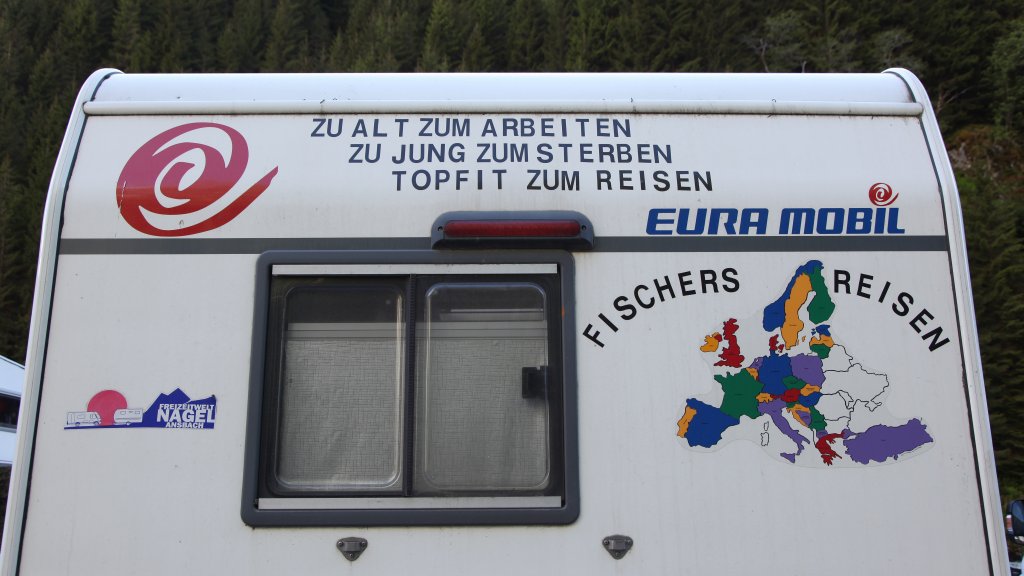 ZU ALT ZUM ARBEITEN
ZU JUNG ZUM STERBEN
TOPFIT ZUM REISEN
EURA MOBIL
FISCHERS REISEN
FREIZEITWELT
NAGEL
ANSBACH